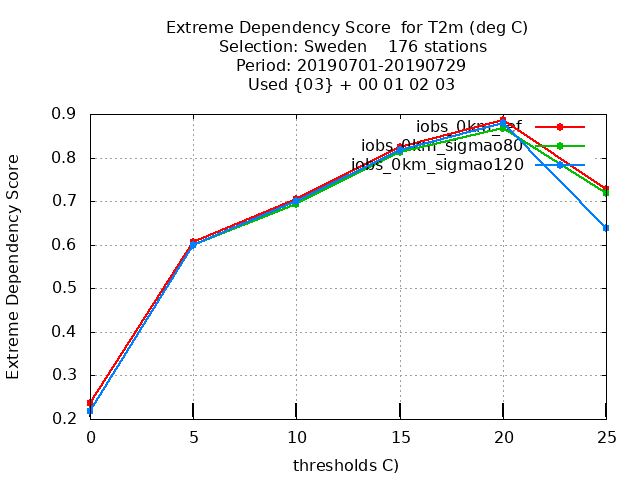 Extreme Dependency Score  for T2m (deg C)
Selection: Sweden    176 stations
Period: 20190701-20190729
Used {03} + 00 01 02 03
Extreme Dependency Score
0.9
0.8
0.7
0.6
0.5
0.4
0.3
0.2
iobs_0km_ref
iobs_0km_sigmao80
iobs_0km_sigmao120
0 5 10 15 20 25
thresholds C)